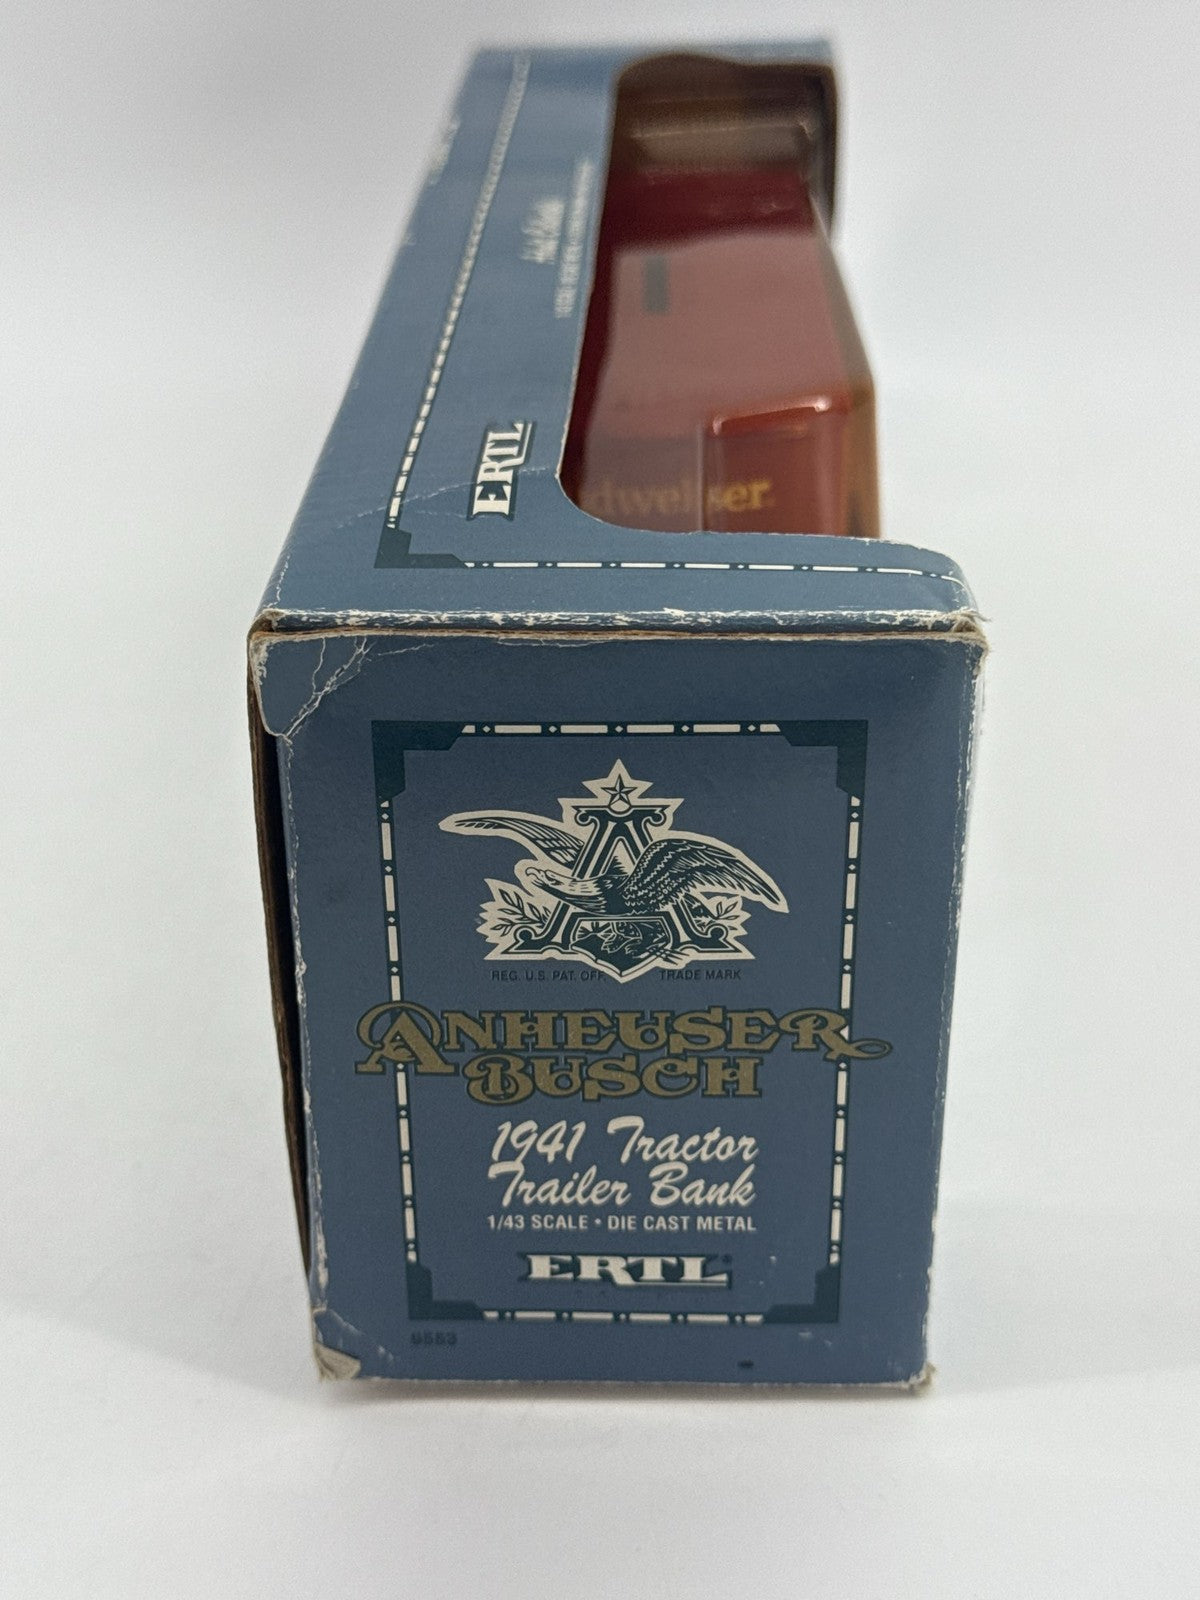 ERTL
dweiser
REG. U.S. PAT. OFF. TRADE MARK
ANHEUSER
BUSCH
1941 Tractor
Trailer Bank
1/43 SCALE • DIE CAST METAL
ERTL